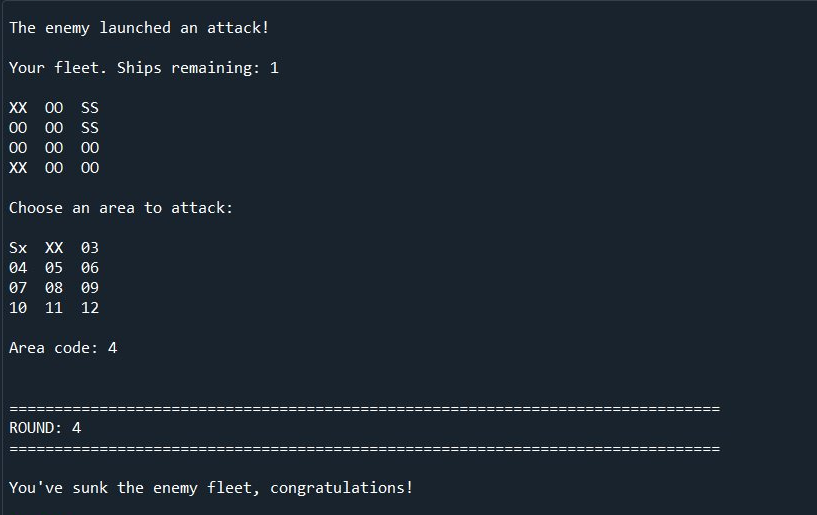 The enemy launched an attack!
Your fleet. Ships remaining: 1
XX  OO  SS
OO  OO  SS
OO  OO  OO
XX  OO  OO
Choose an area to attack:
Sx  XX  03
04  05  06
07  08  09
10  11  12
Area code: 4
===============================================================================
ROUND: 4
===============================================================================
You've sunk the enemy fleet, congratulations!